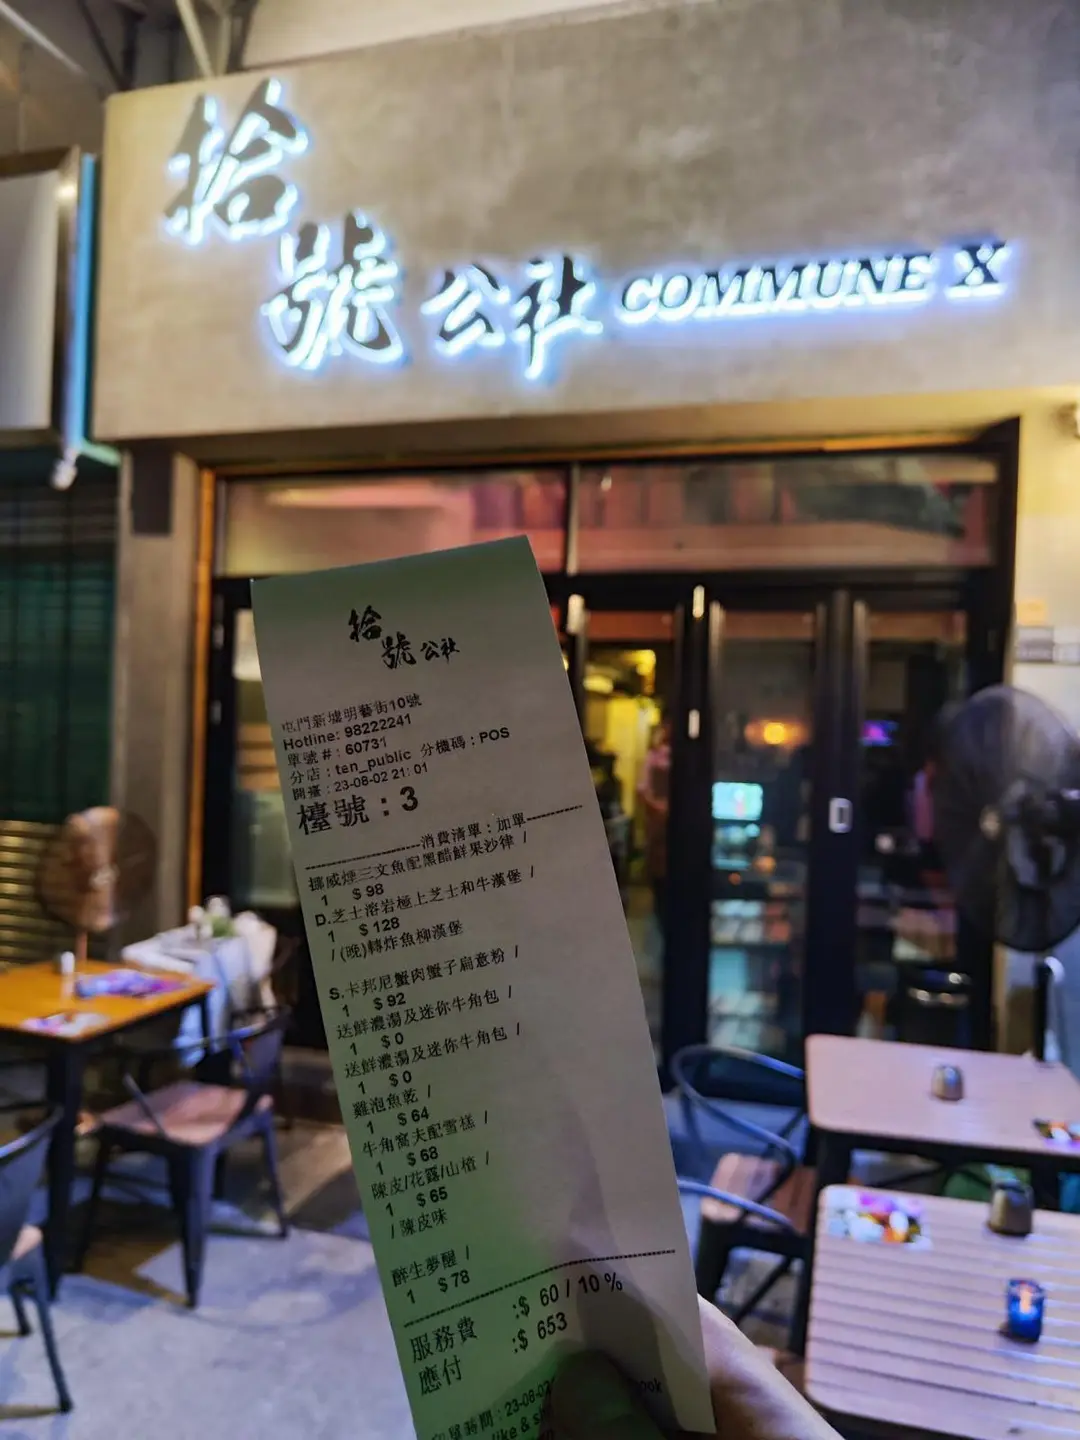 拾
號 公社 COMMUNE X
拾
號 公社
屯門新墟明藝街10號
Hotline: 98222241
單號 # : 60731
分店 : ten_public 分機碼 : POS
開檯 : 23-08-02 21: 01
檯號 : 3
消費清單 : 加單
挪威煙三文魚配黑醋鮮果沙律 /
1 $ 98
D.芝士溶岩極上芝士和牛漢堡 /
1 $ 128
/ (晚)轉炸魚柳漢堡
S.卡邦尼蟹肉蟹子扁意粉 /
1 $ 92
送鮮濃湯及迷你牛角包 /
1 $ 0
送鮮濃湯及迷你牛角包 /
1 $ 0
雞泡魚乾 /
1 $ 64
牛角窩夫配雪糕 /
1 $ 68
陳皮/花露/山楂 /
1 $ 65
/ 陳皮味
醉生夢醒 /
1 $ 78
服務費 :$ 60 / 10 %
應付 :$ 653
時間 : 23-08-02
like &